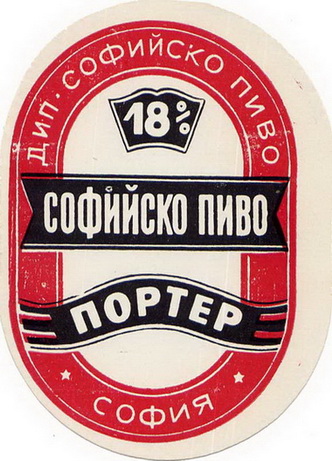 ДИП · СОФИЙСКО ПИВО
18%
СОФИЙСКО ПИВО
ПОРТЕР
* СОФИЯ *